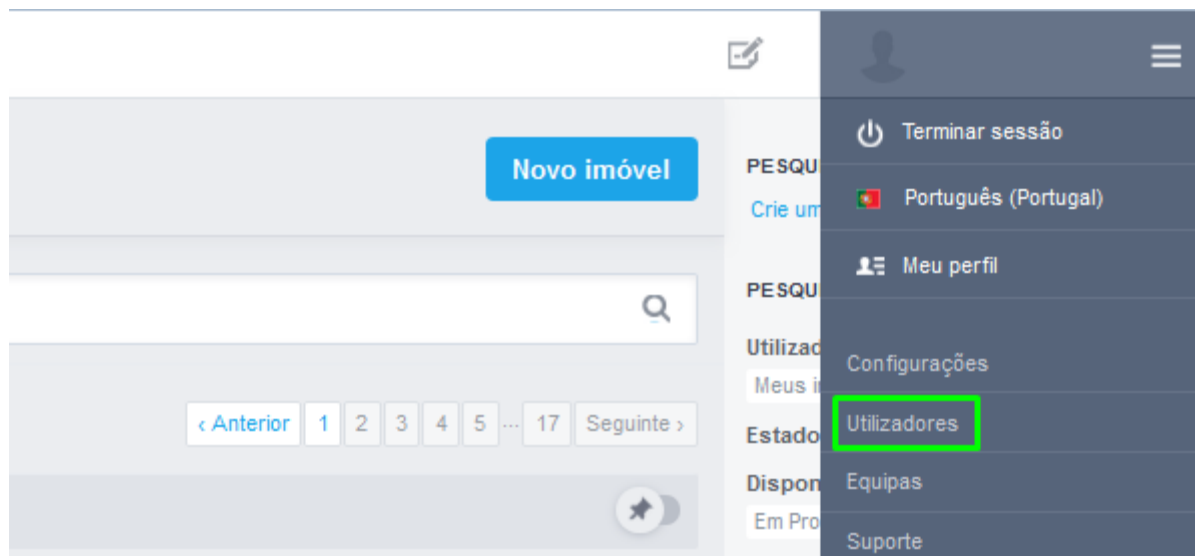 Novo imóvel
‹ Anterior 1 2 3 4 5 ... 17 Seguinte ›
PESQU
Crie um
PESQU
Utilizad
Meus i
Estado
Dispon
Em Pro
Terminar sessão
Português (Portugal)
Meu perfil
Configurações
Utilizadores
Equipas
Suporte